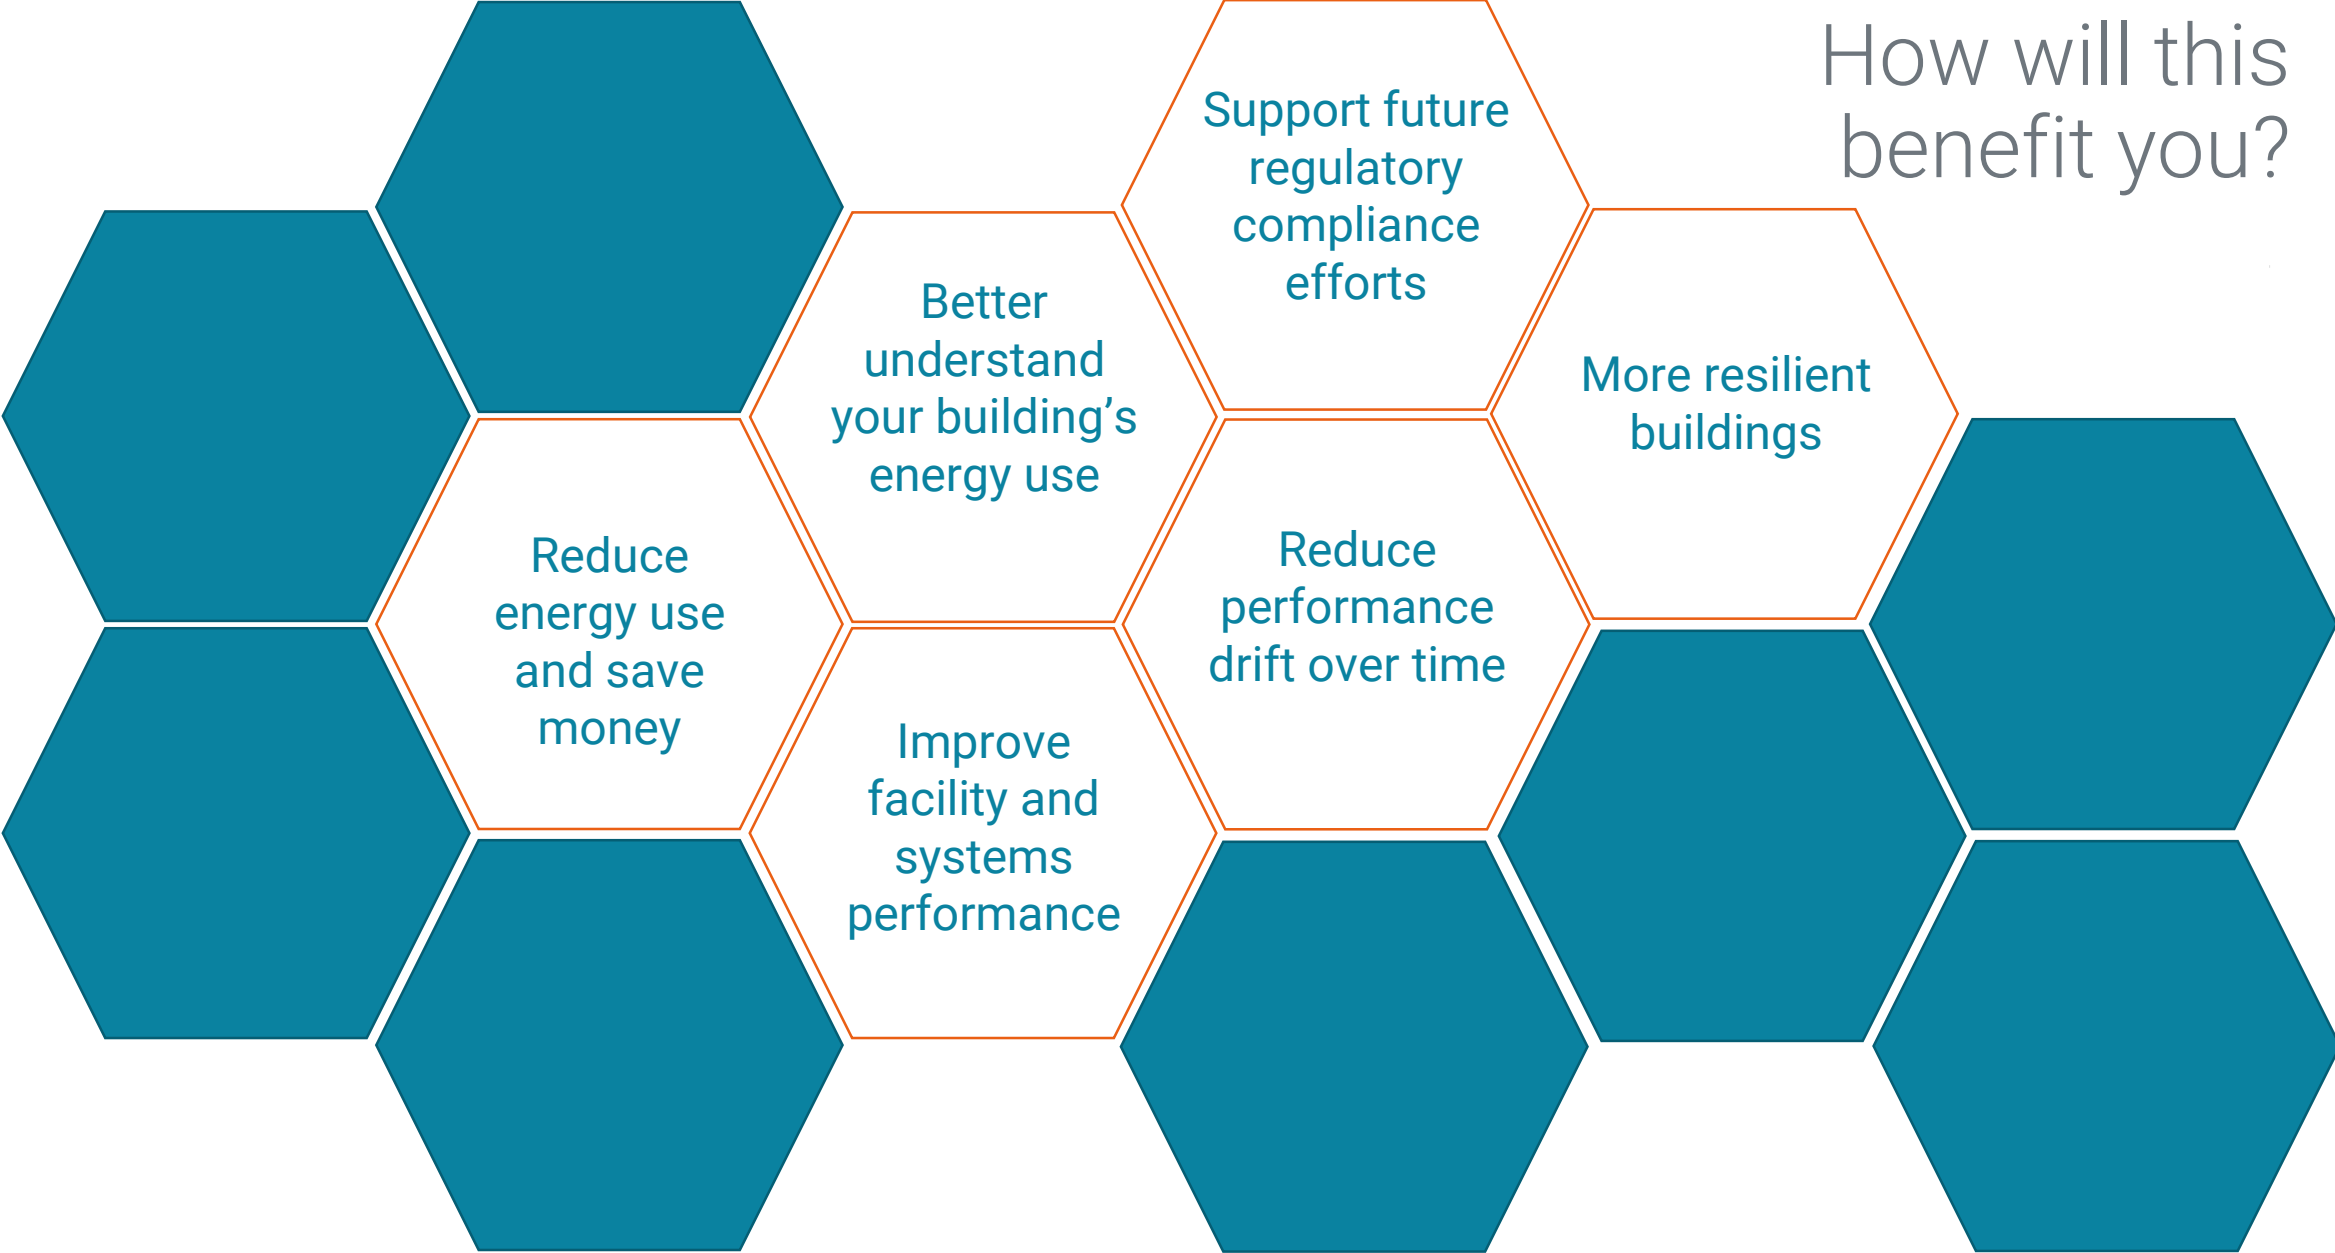 How will this
benefit you?
Support future
regulatory
compliance
efforts
Better
understand
your building’s
energy use
More resilient
buildings
Reduce
energy use
and save
money
Reduce
performance
drift over time
Improve
facility and
systems
performance